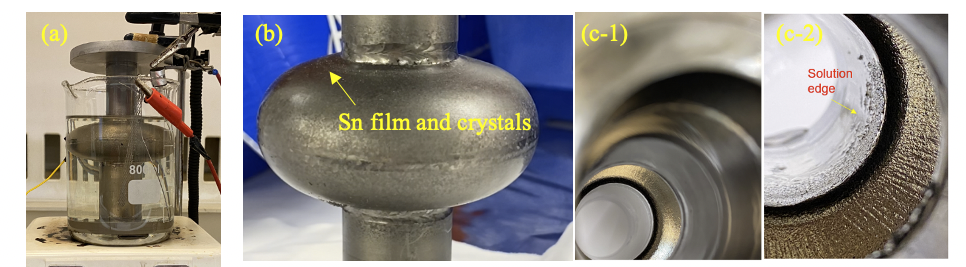 (a)
(b)
Sn film and crystals
(c-1)
(c-2)
Solution
edge
800